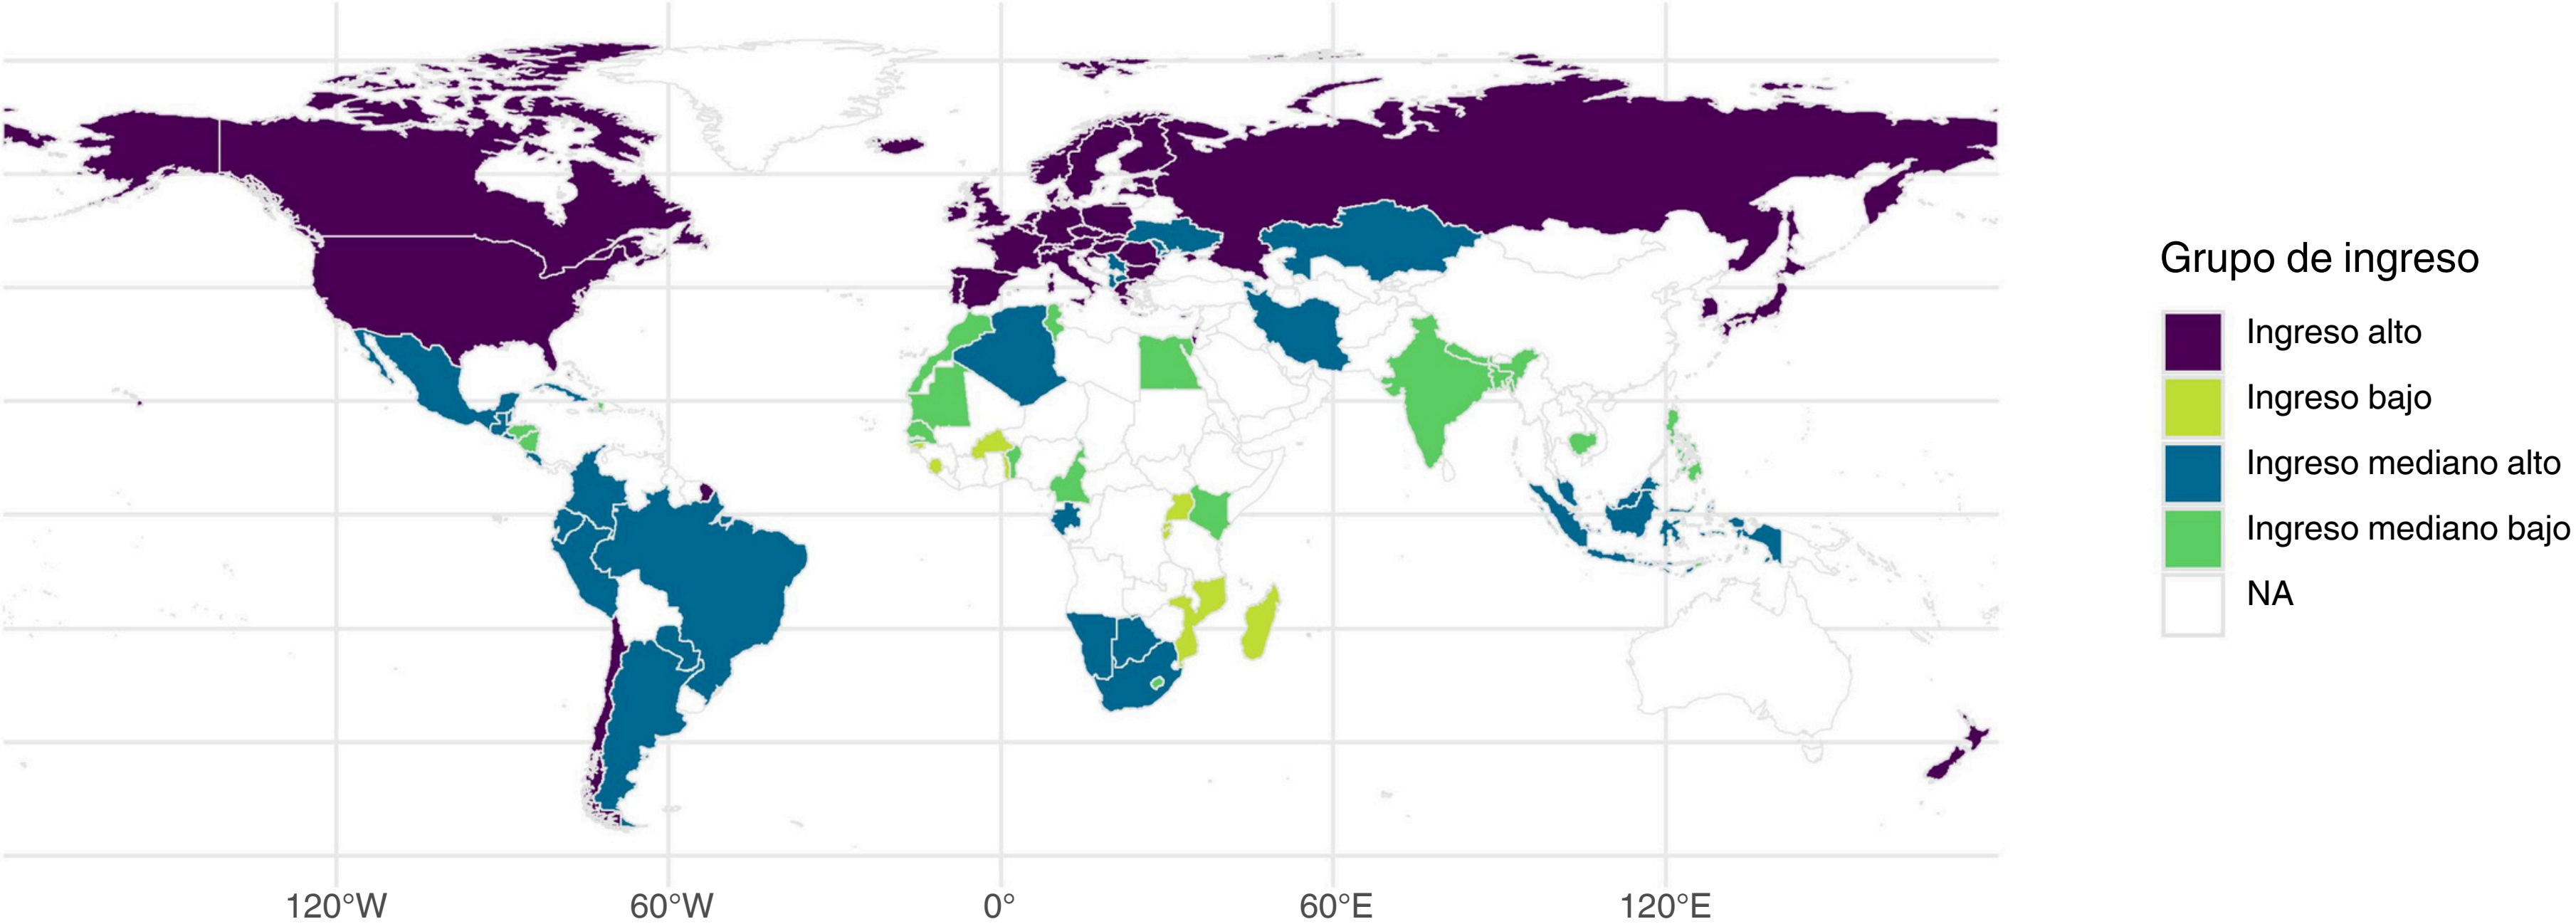 Grupo de ingreso
Ingreso alto
Ingreso bajo
Ingreso mediano alto
Ingreso mediano bajo
NA
120°W
60°W
0°
60°E
120°E